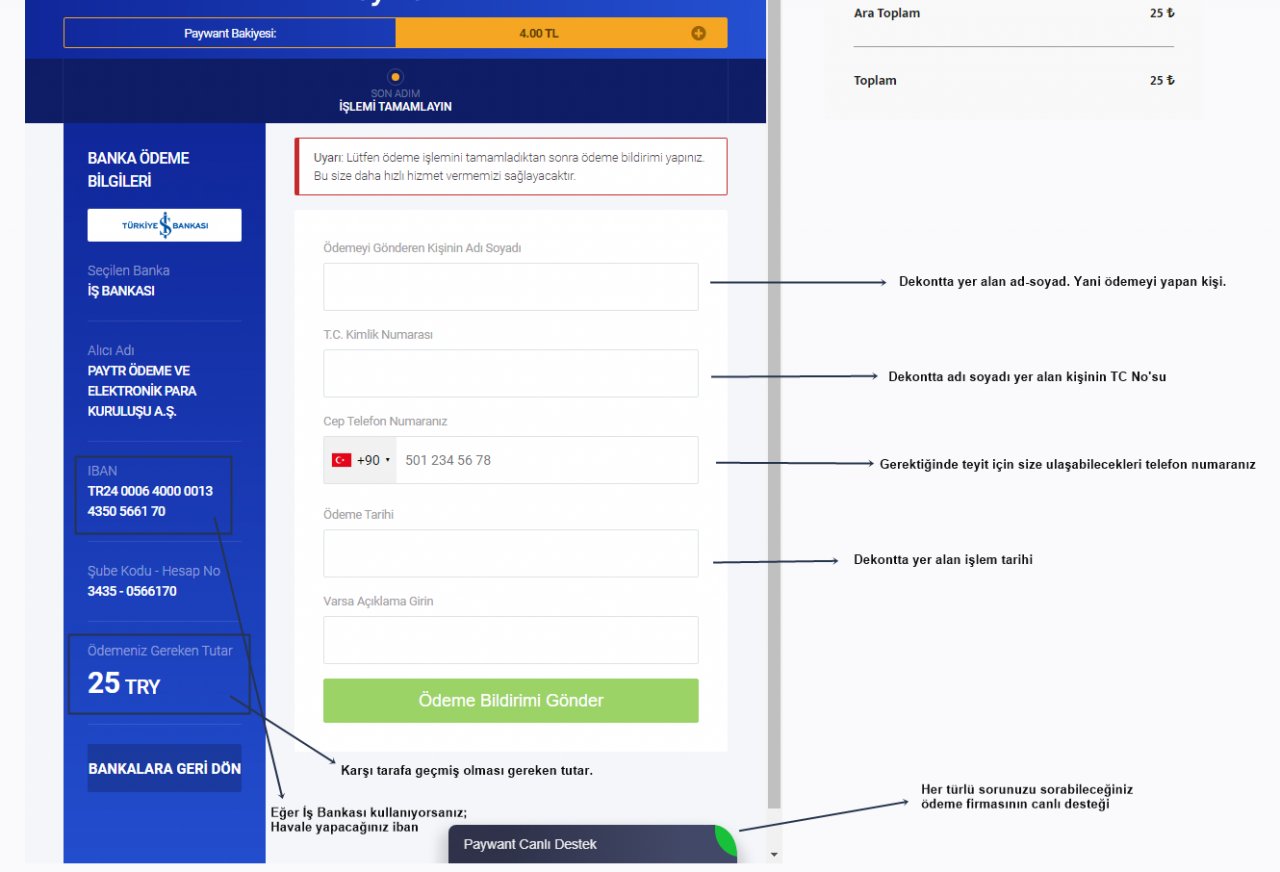 Paywant Bakiyesi:
4.00 TL
SON ADIM
İŞLEMİ TAMAMLAYIN
Ara Toplam 25 ₺
Toplam 25 ₺
BANKA ÖDEME
BİLGİLERİ
TÜRKİYE İŞ BANKASI
Seçilen Banka
İŞ BANKASI
Alıcı Adı
PAYTR ÖDEME VE
ELEKTRONİK PARA
KURULUŞU A.Ş.
IBAN
TR24 0006 4000 0013
4350 5661 70
Şube Kodu - Hesap No
3435 - 0566170
Ödemeniz Gereken Tutar
25 TRY
BANKALARA GERİ DÖN
Uyarı: Lütfen ödeme işlemini tamamladıktan sonra ödeme bildirimi yapınız.
Bu size daha hızlı hizmet vermemizi sağlayacaktır.
Ödemeyi Gönderen Kişinin Adı Soyadı
Dekontta yer alan ad-soyad. Yani ödemeyi yapan kişi.
T.C. Kimlik Numarası
Dekontta adı soyadı yer alan kişinin TC No'su
Cep Telefon Numaranız
+90 501 234 56 78
Gerektiğinde teyit için size ulaşabilecekleri telefon numaranız
Ödeme Tarihi
Dekontta yer alan işlem tarihi
Varsa Açıklama Girin
Ödeme Bildirimi Gönder
Karşı tarafa geçmiş olması gereken tutar.
Eğer İş Bankası kullanıyorsanız;
Havale yapacağınız iban
Her türlü sorunuzu sorabileceğiniz
ödeme firmasının canlı desteği
Paywant Canlı Destek